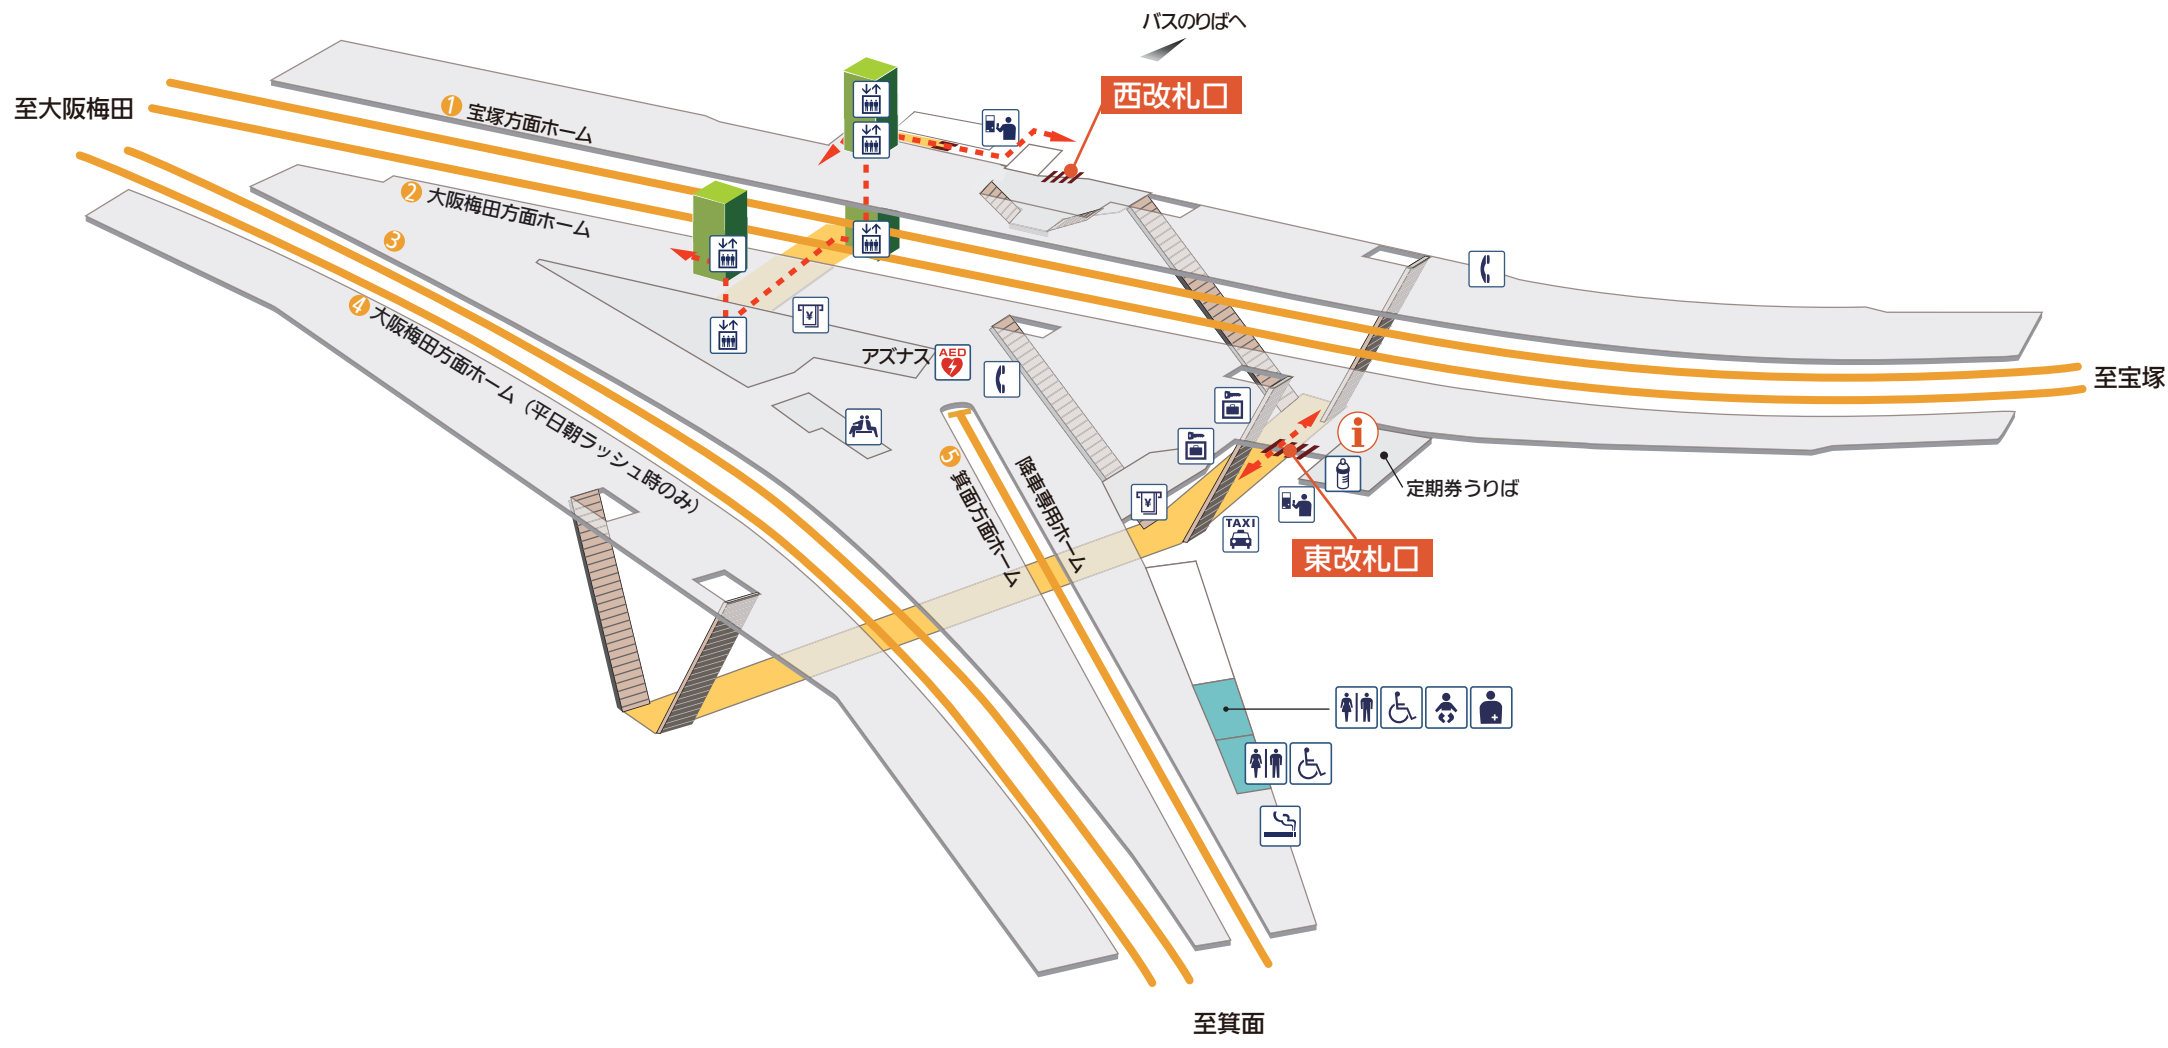 バスのりばへ
西改札口
至大阪梅田
1 宝塚方面ホーム
2 大阪梅田方面ホーム
3
4 大阪梅田方面ホーム（平日朝ラッシュ時のみ）
¥
アズナス
AED
至宝塚
5 箕面方面ホーム
降車専用ホーム
i
定期券うりば
¥
TAXI
東改札口
至箕面